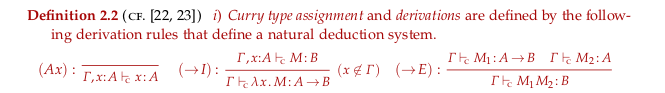 Definition 2.2 (CF. [22, 23]) i) Curry type assignment and derivations are defined by the follow-
ing derivation rules that define a natural deduction system.
(Ax) : ――― Γ,x:A ⊢c x:A   (→I) : Γ,x:A ⊢c M:B ――― Γ ⊢c λx.M:A→B (x ∉ Γ)   (→E) : Γ ⊢c M₁:A→B   Γ ⊢c M₂:A ――― Γ ⊢c M₁M₂:B